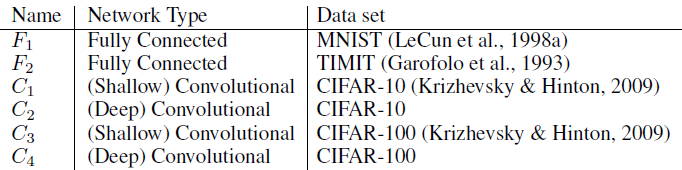 Name Network Type Data set
F1 Fully Connected MNIST (LeCun et al., 1998a)
F2 Fully Connected TIMIT (Garofolo et al., 1993)
C1 (Shallow) Convolutional CIFAR-10 (Krizhevsky & Hinton, 2009)
C2 (Deep) Convolutional CIFAR-10
C3 (Shallow) Convolutional CIFAR-100 (Krizhevsky & Hinton, 2009)
C4 (Deep) Convolutional CIFAR-100